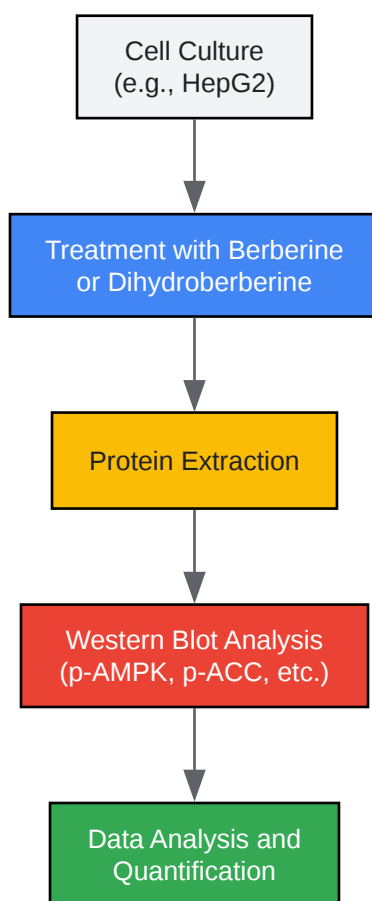 Cell Culture
(e.g., HepG2)
Treatment with Berberine
or Dihydroberberine
Protein Extraction
Western Blot Analysis
(p-AMPK, p-ACC, etc.)
Data Analysis and
Quantification